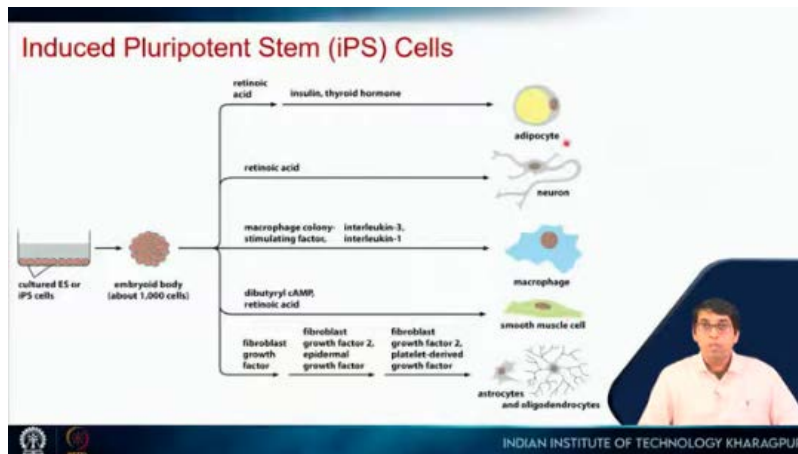 Induced Pluripotent Stem (iPS) Cells
retinoic
acid
insulin, thyroid hormone
adipocyte
retinoic acid
neuron
macrophage colony-
stimulating factor,
interleukin-3,
interleukin-1
macrophage
cultured ES or
iPS cells
embryoid body
(about 1,000 cells)
dibutyryl cAMP,
retinoic acid
smooth muscle cell
fibroblast
growth
factor
fibroblast
growth factor 2,
epidermal
growth factor
fibroblast
growth factor 2,
platelet-derived
growth factor
astrocytes
and oligodendrocytes
INDIAN INSTITUTE OF TECHNOLOGY KHARAGPUR